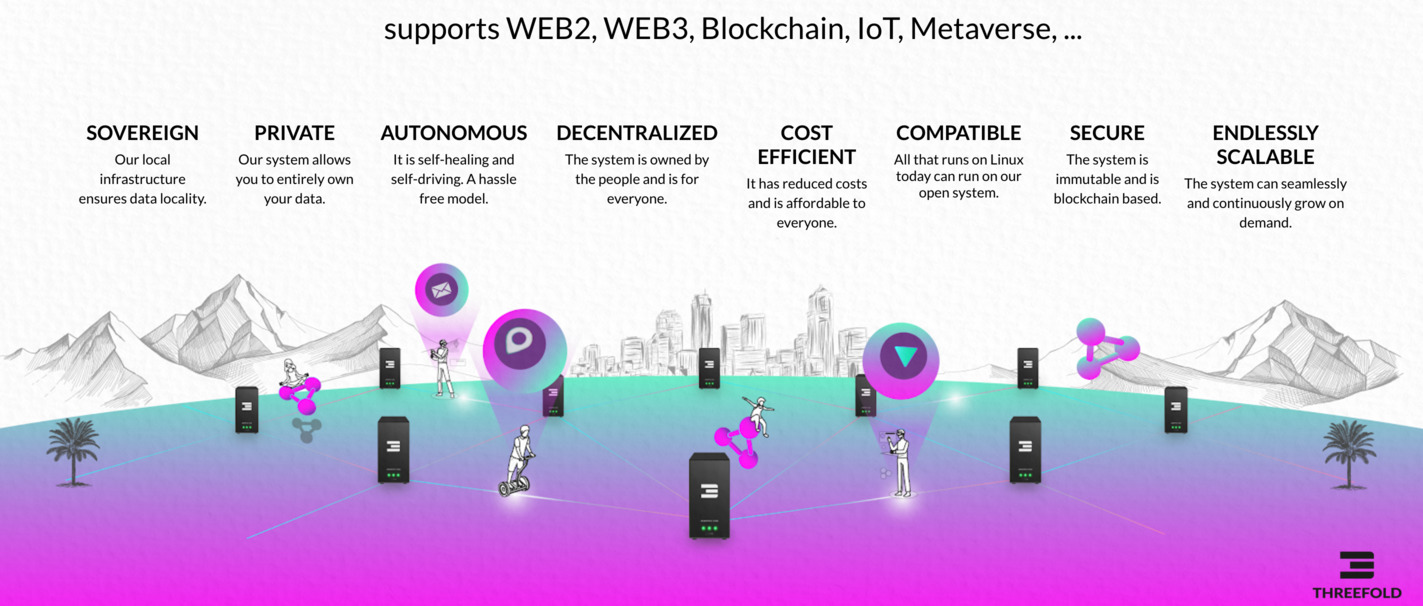 supports WEB2, WEB3, Blockchain, IoT, Metaverse, ...
SOVEREIGN
Our local
infrastructure
ensures data locality.
PRIVATE
Our system allows
you to entirely own
your data.
AUTONOMOUS
It is self-healing and
self-driving. A hassle
free model.
DECENTRALIZED
The system is owned by
the people and is for
everyone.
COST
EFFICIENT
It has reduced costs
and is affordable to
everyone.
COMPATIBLE
All that runs on Linux
today can run on our
open system.
SECURE
The system is
immutable and is
blockchain based.
ENDLESSLY
SCALABLE
The system can seamlessly
and continuously grow on
demand.
THREEFOLD